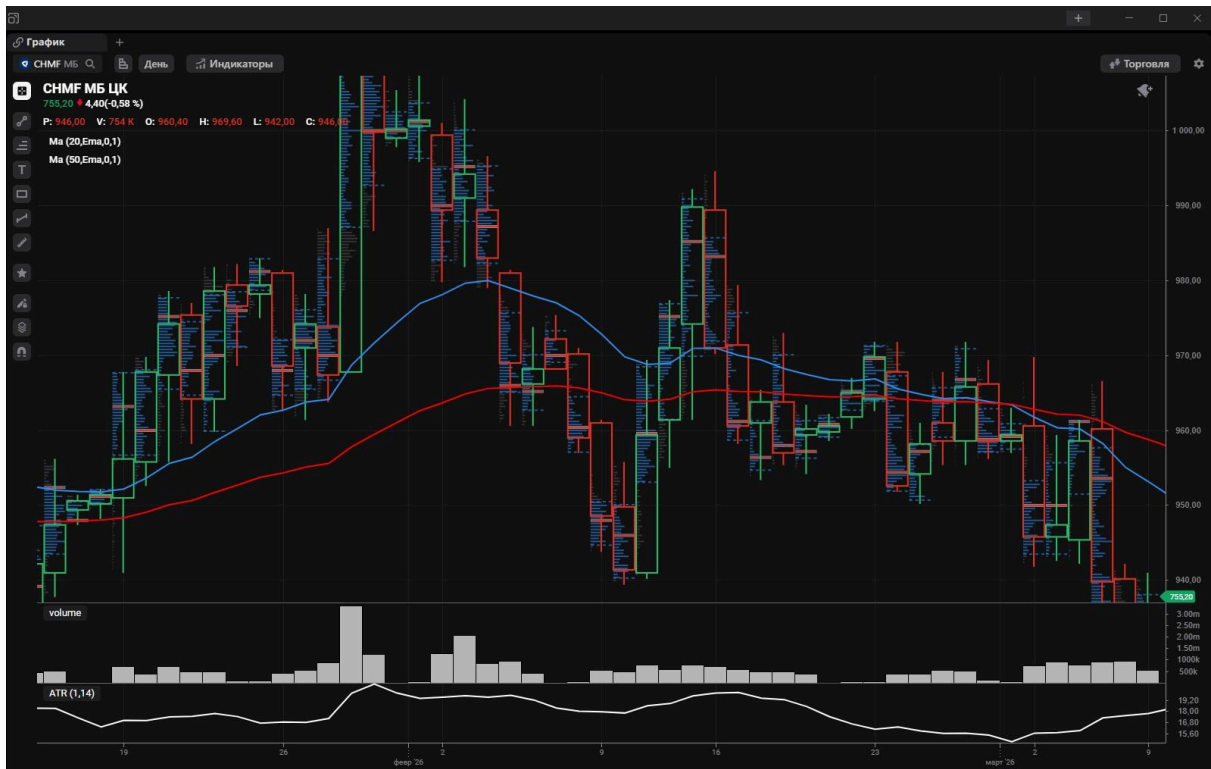 График
CHMF МБ День Индикаторы Торговля
CHMF МБ ЦК
755,20 4,40(-0,58 %)
P: 946,00 V: 754 K O: 960,40 H: 969,60 L: 942,00 C: 946,00
Ma (20,Ema,0,1)
Ma (50,Ema,0,1)
1 000,00
990,00
980,00
970,00
960,00
950,00
940,00
755,20
volume
3.00m
2.50m
2.00m
1.50m
1000k
500k
ATR (1,14)
19,20
18,00
16,80
15,60
19 26 2 9 16 23 2 9
февр '26 март '26